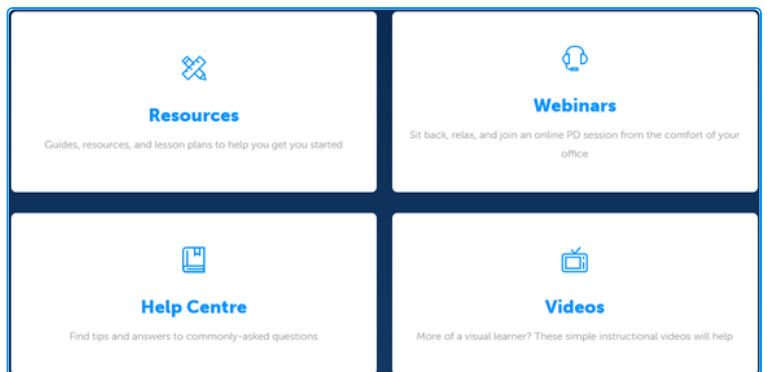 Resources
Guides, resources, and lesson plans to help you get you started
Webinars
Sit back, relax, and join an online PD session from the comfort of your
office
Help Centre
Find tips and answers to commonly-asked questions
Videos
More of a visual learner? These simple instructional videos will help